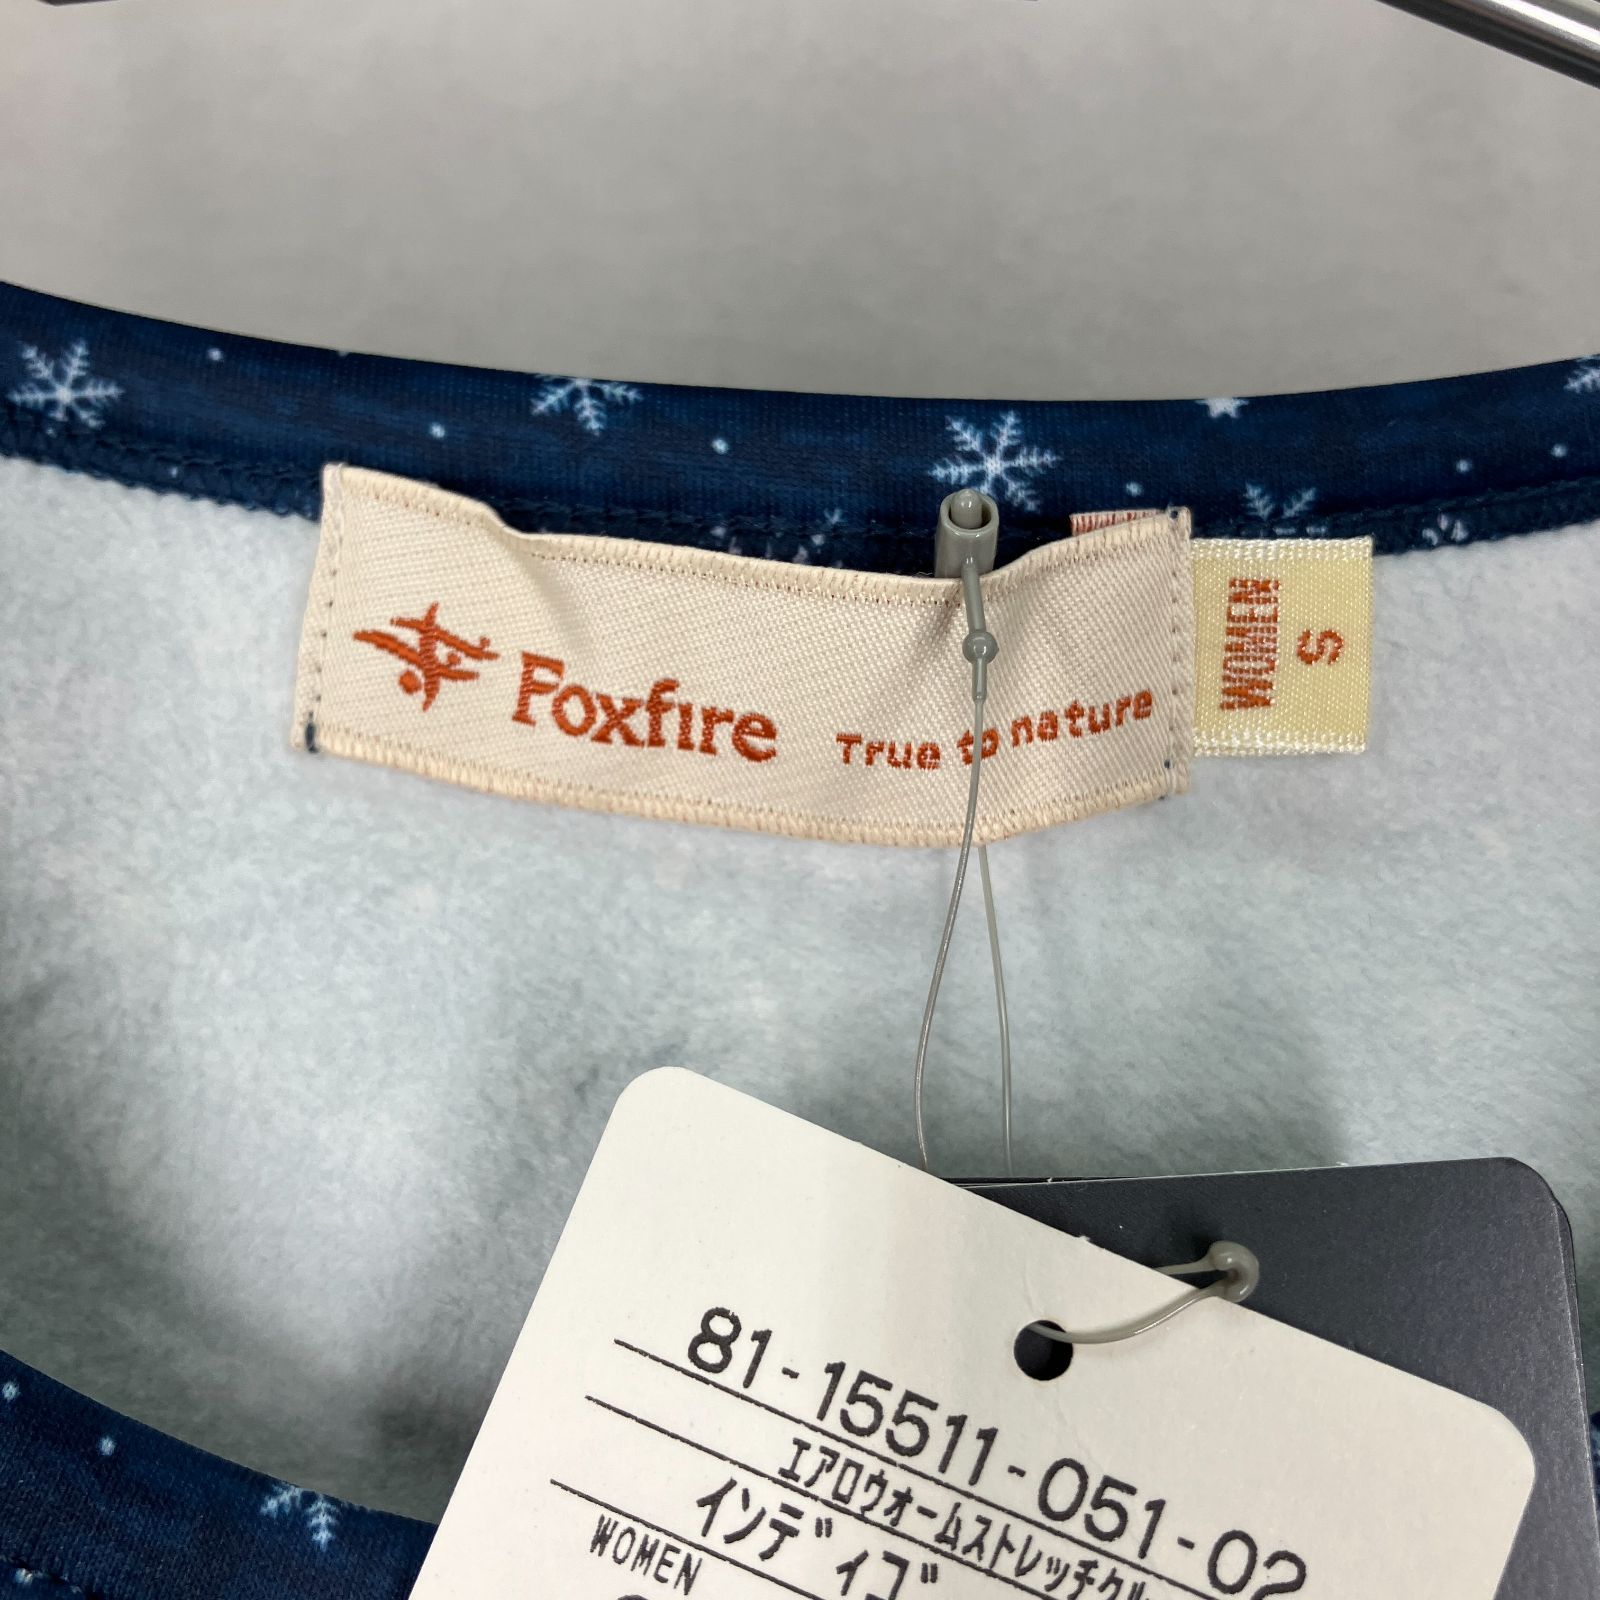 Foxfire True to nature
WOMEN
S
81-15511-051-02
エアロウォームストレッチクル
インディゴ
WOMEN